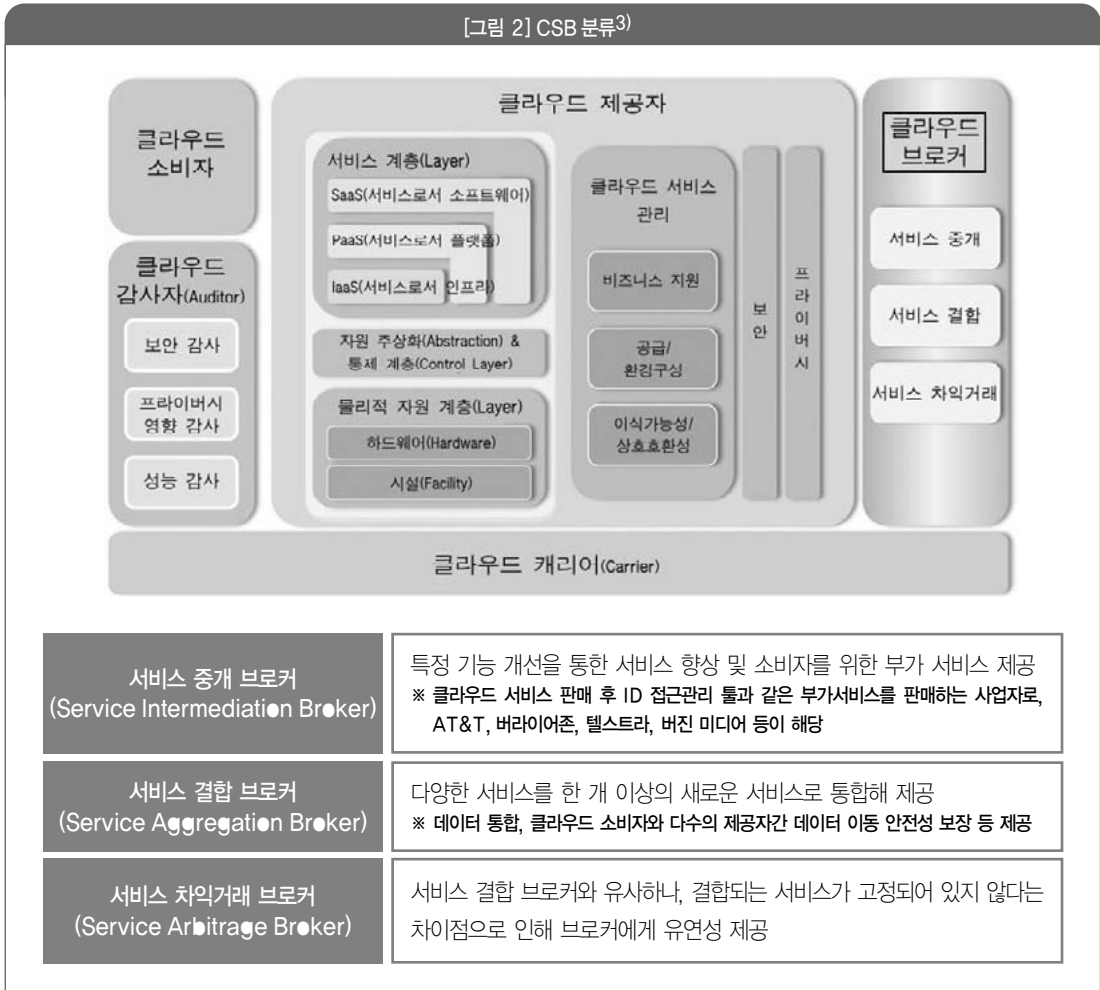 [그림 2] CSB 분류3)
클라우드
소비자
클라우드
감사자(Auditor)
보안 감사
프라이버시
영향 감사
성능 감사
클라우드 제공자
서비스 계층(Layer)
SaaS(서비스로서 소프트웨어)
PaaS(서비스로서 플랫폼)
IaaS(서비스로서 인프라)
자원 추상화(Abstraction) &
통제 계층(Control Layer)
물리적 자원 계층(Layer)
하드웨어(Hardware)
시설(Facility)
클라우드 서비스
관리
비즈니스 지원
공급/
환경구성
이식가능성/
상호호환성
보안
프라이버시
클라우드
브로커
서비스 중개
서비스 결합
서비스 차익거래
클라우드 캐리어(Carrier)
서비스 중개 브로커
(Service Intermediation Broker)
특정 기능 개선을 통한 서비스 향상 및 소비자를 위한 부가 서비스 제공
※ 클라우드 서비스 판매 후 ID 접근관리 툴과 같은 부가서비스를 판매하는 사업자로,
AT&T, 버라이어존, 텔스트라, 버진 미디어 등이 해당
서비스 결합 브로커
(Service Aggregation Broker)
다양한 서비스를 한 개 이상의 새로운 서비스로 통합해 제공
※ 데이터 통합, 클라우드 소비자와 다수의 제공자간 데이터 이동 안전성 보장 등 제공
서비스 차익거래 브로커
(Service Arbitrage Broker)
서비스 결합 브로커와 유사하나, 결합되는 서비스가 고정되어 있지 않다는
차이점으로 인해 브로커에게 유연성 제공